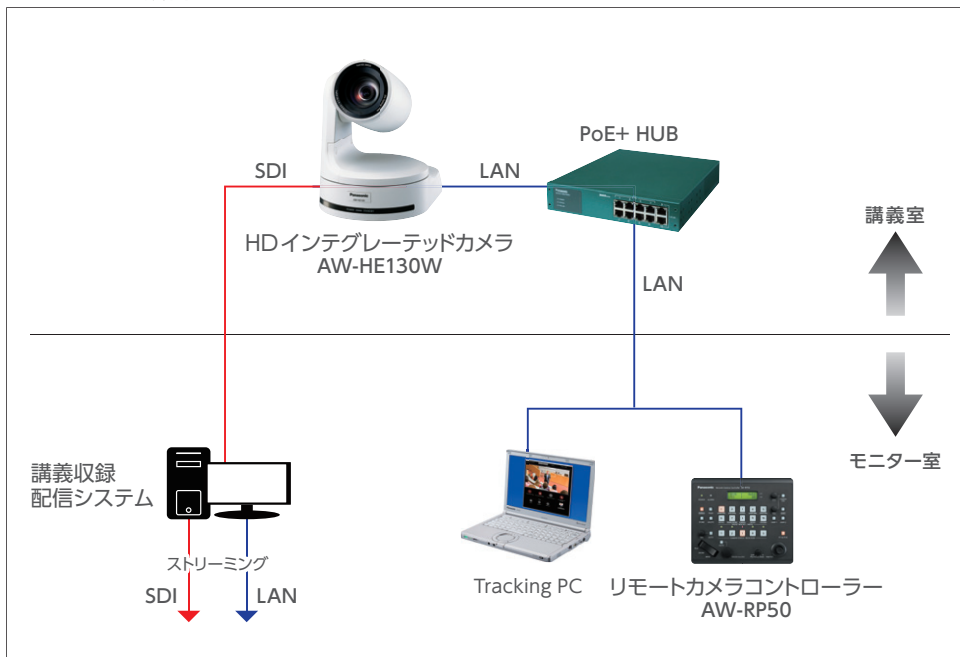 SDI
LAN
PoE+ HUB
Panasonic
HDインテグレーテッドカメラ
AW-HE130W
LAN
講義室
モニター室
講義収録
配信システム
ストリーミング
SDI
LAN
Tracking PC
リモートカメラコントローラー
AW-RP50